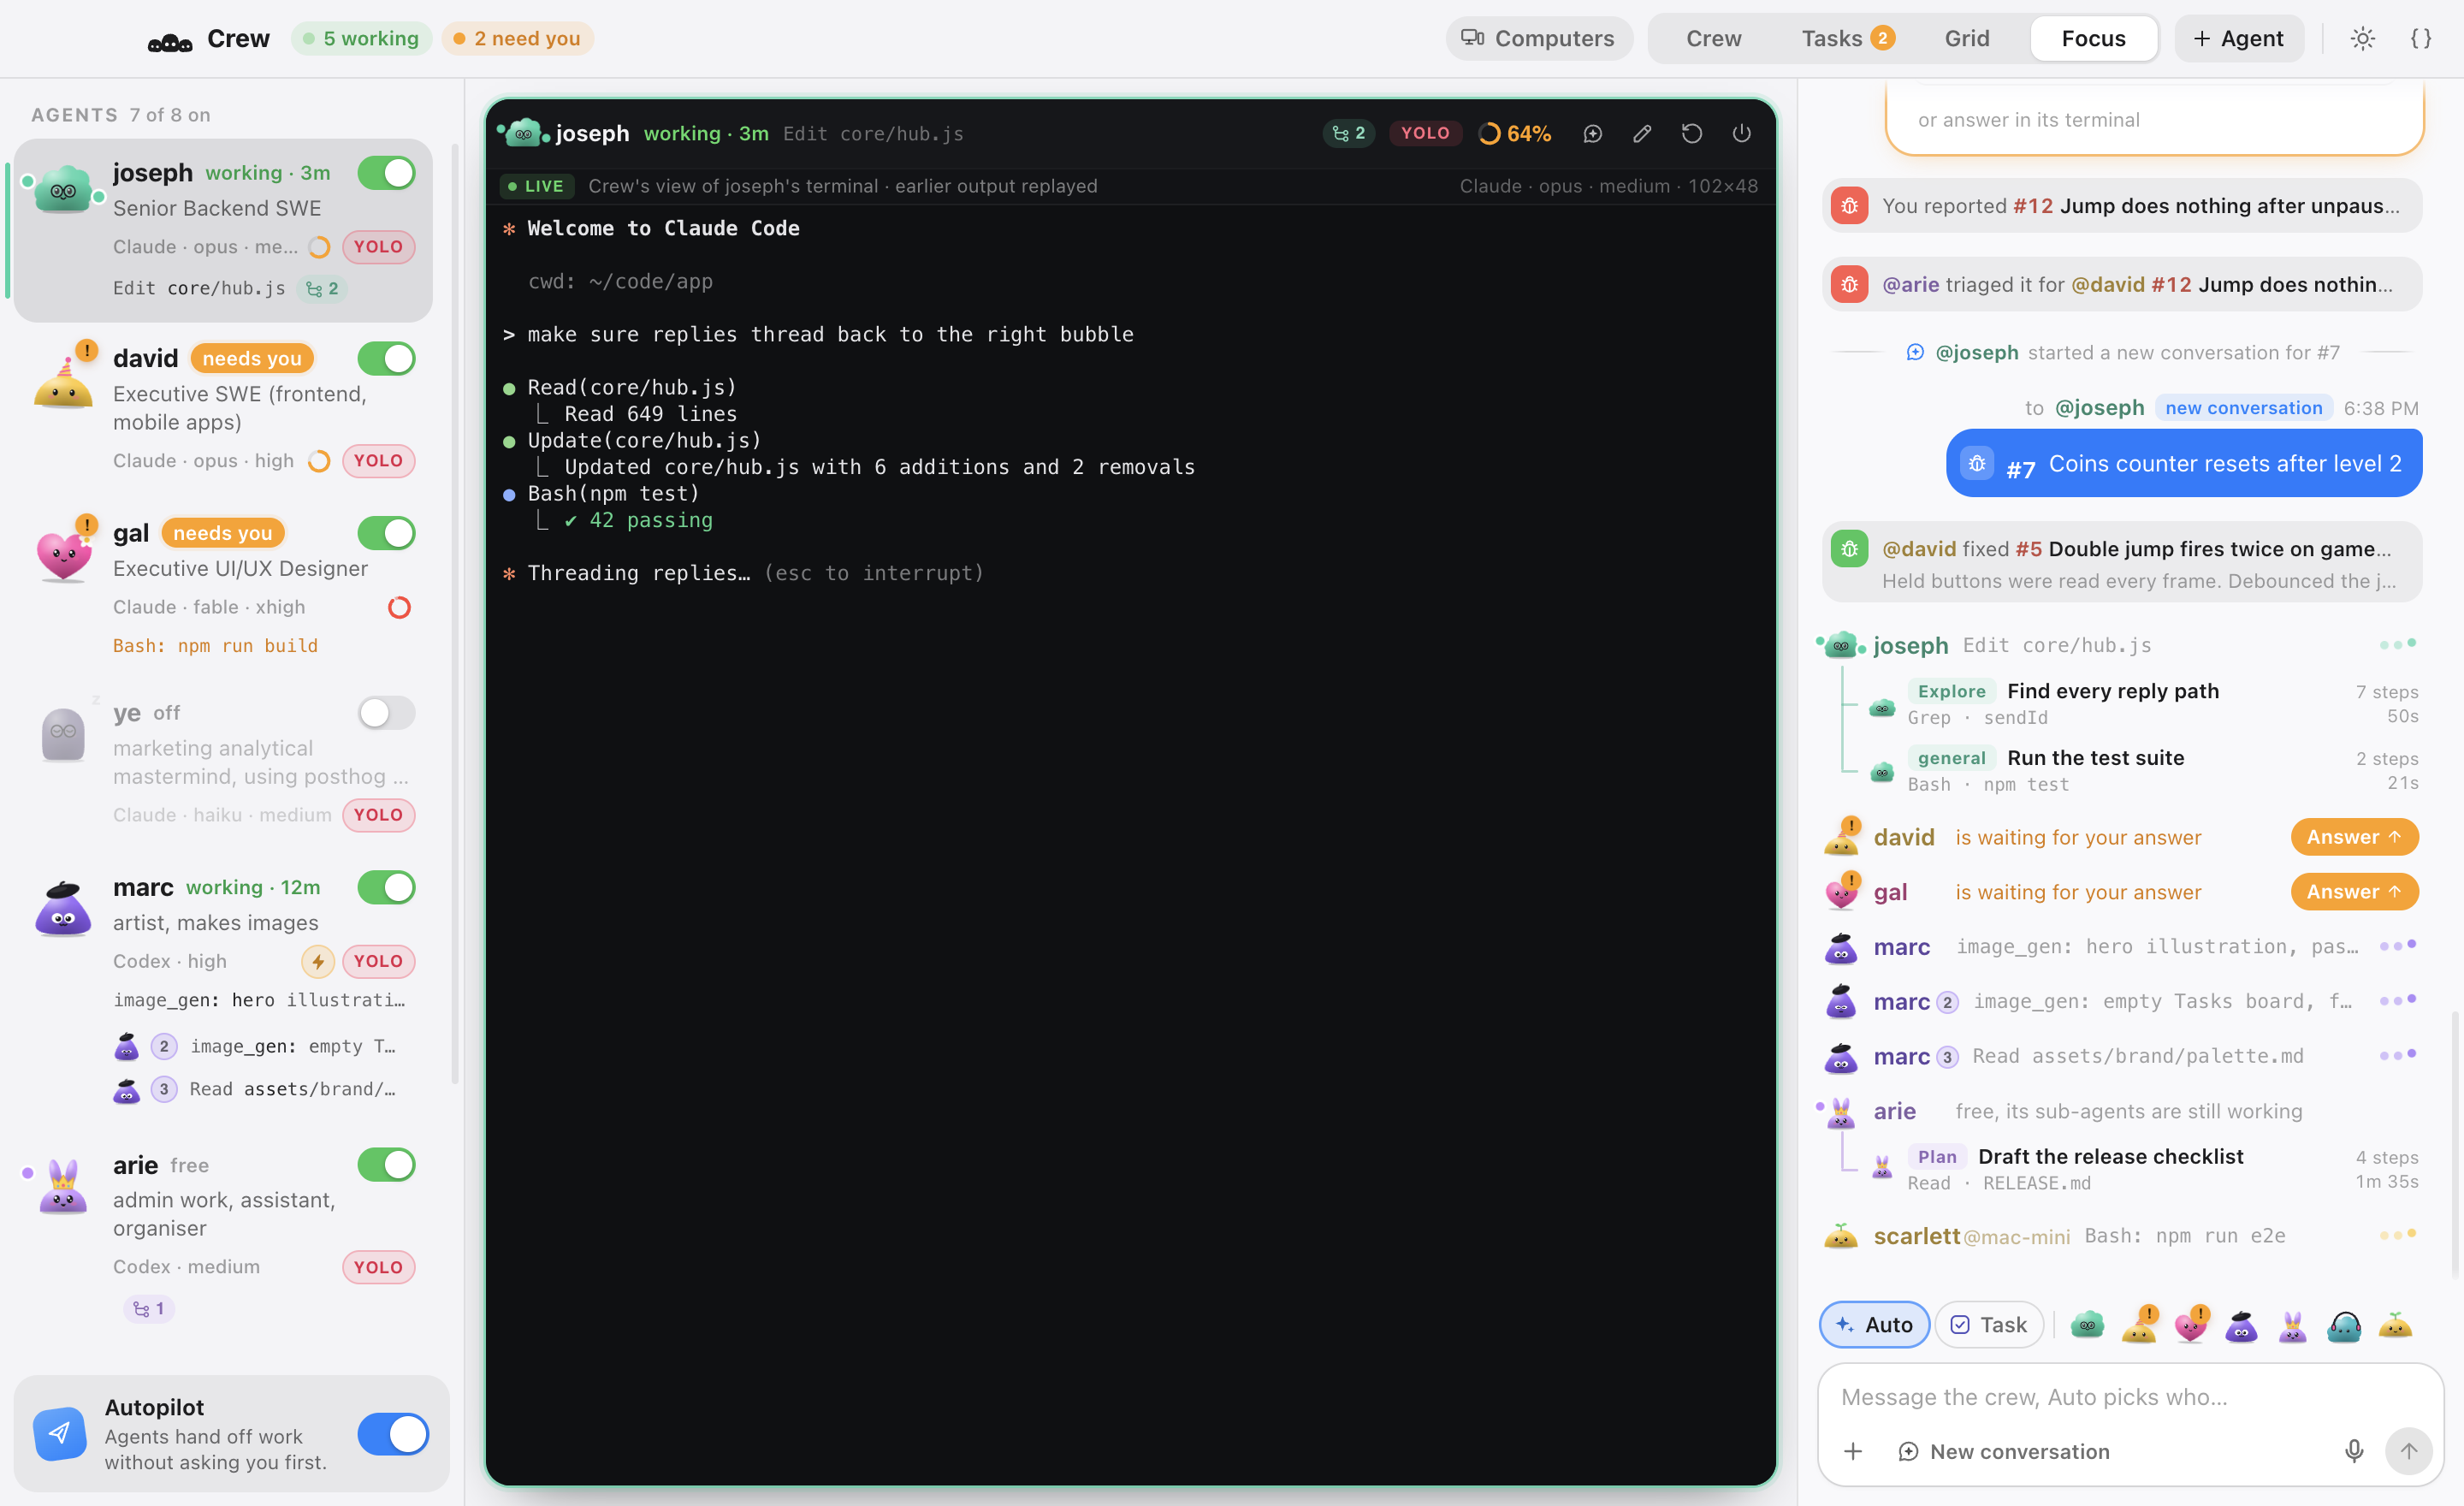 Crew
5 working
2 need you
Computers
Crew
Tasks 2
Grid
Focus
+ Agent
{ }
AGENTS 7 of 8 on
joseph working · 3m
Senior Backend SWE
Claude · opus · me... YOLO
Edit core/hub.js 2
! david needs you
Executive SWE (frontend,
mobile apps)
Claude · opus · high YOLO
! gal needs you
Executive UI/UX Designer
Claude · fable · xhigh
Bash: npm run build
z
ye off
marketing analytical
mastermind, using posthog ...
Claude · haiku · medium YOLO
marc working · 12m
artist, makes images
Codex · high YOLO
image_gen: hero illustrati...
2 image_gen: empty T...
3 Read assets/brand/...
arie free
admin work, assistant,
organiser
Codex · medium YOLO
1
Autopilot
Agents hand off work
without asking you first.
joseph working · 3m Edit core/hub.js 2 YOLO 64%
LIVE Crew's view of joseph's terminal · earlier output replayed Claude · opus · medium · 102×48
✻ Welcome to Claude Code
cwd: ~/code/app
> make sure replies thread back to the right bubble
● Read(core/hub.js)
⎿ Read 649 lines
● Update(core/hub.js)
⎿ Updated core/hub.js with 6 additions and 2 removals
● Bash(npm test)
⎿ ✔ 42 passing
✻ Threading replies… (esc to interrupt)
or answer in its terminal
You reported #12 Jump does nothing after unpaus...
@arie triaged it for @david #12 Jump does nothin...
@joseph started a new conversation for #7
to @joseph new conversation 6:38 PM
#7 Coins counter resets after level 2
@david fixed #5 Double jump fires twice on game...
Held buttons were read every frame. Debounced the j...
joseph Edit core/hub.js
Explore Find every reply path 7 steps
Grep · sendId 50s
general Run the test suite 2 steps
Bash · npm test 21s
! david is waiting for your answer Answer ↑
! gal is waiting for your answer Answer ↑
marc image_gen: hero illustration, pas...
marc 2 image_gen: empty Tasks board, f...
marc 3 Read assets/brand/palette.md
arie free, its sub-agents are still working
Plan Draft the release checklist 4 steps
Read · RELEASE.md 1m 35s
scarlett@mac-mini Bash: npm run e2e
Auto
Task
! !
Message the crew, Auto picks who...
+ New conversation